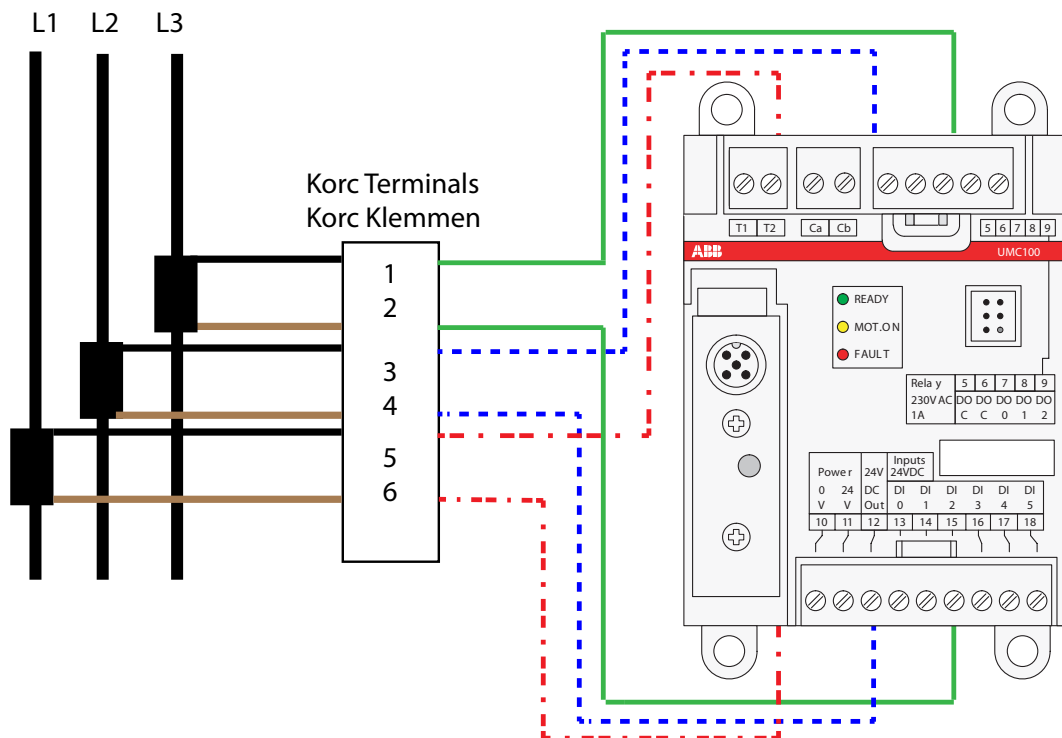 L1 L2 L3
Korc Terminals
Korc Klemmen
1
2
3
4
5
6
T1 T2 Ca Cb 5 6 7 8 9
ABB UMC100
READY
MOT.ON
FAULT
Relay 5 6 7 8 9
230V AC DO DO DO DO DO
1A C C 0 1 2
Inputs
Power 24V 24VDC
0 24 DC DI DI DI DI DI DI
V V Out 0 1 2 3 4 5
10 11 12 13 14 15 16 17 18